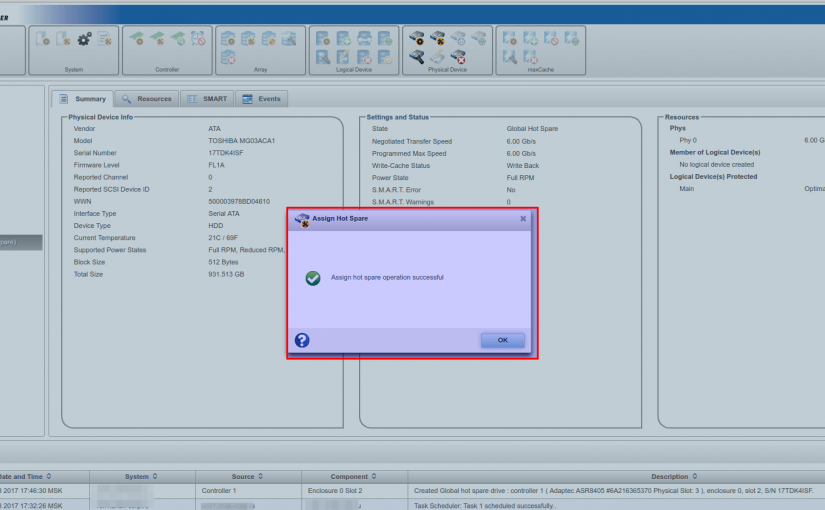 ER
System
Controller
Array
Logical Device
Physical Device
maxCache
Summary
Resources
SMART
Events
Physical Device Info
Vendor ATA
Model TOSHIBA MG03ACA1
Serial Number 17TDK4ISF
Firmware Level FL1A
Reported Channel 0
Reported SCSI Device ID 2
WWN 500003978BD04610
Interface Type Serial ATA
Device Type HDD
Current Temperature 21C / 69F
Supported Power States Full RPM, Reduced RPM,
Block Size 512 Bytes
Total Size 931.513 GB
Settings and Status
State Global Hot Spare
Negotiated Transfer Speed 6.00 Gb/s
Programmed Max Speed 6.00 Gb/s
Write-Cache Status Write Back
Power State Full RPM
S.M.A.R.T. Error No
S.M.A.R.T. Warnings 0
Resources
Phys
Phy 0 6.00 G
Member of Logical Device(s)
No logical device created
Logical Device(s) Protected
Main Optima
pare)
Assign Hot Spare
Assign hot spare operation successful
OK
ate and Time System Source Component Description
2017 17:46:30 MSK Controller 1 Enclosure 0 Slot 2 Created Global hot spare drive : controller 1 ( Adaptec ASR8405 #6A216365370 Physical Slot: 3 ), enclosure 0, slot 2, S/N 17TDK4ISF.
2017 17:32:26 MSK Task Scheduler: Task 1 scheduled successfully..